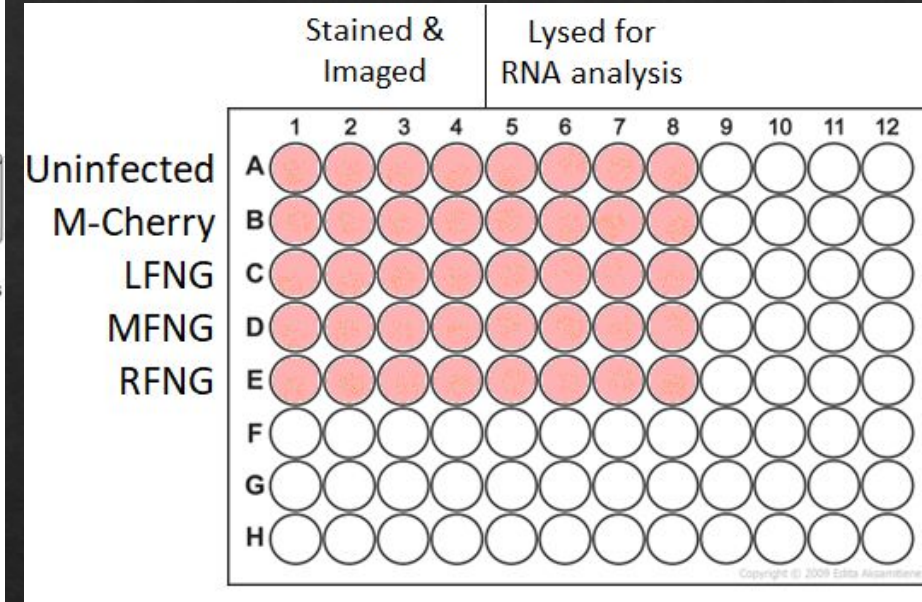 Stained &
Imaged
Lysed for
RNA analysis
1 2 3 4 5 6 7 8 9 10 11 12
Uninfected A
M-Cherry B
LFNG C
MFNG D
RFNG E
F
G
H
Copyright © 2009 Edita Aksamitiene